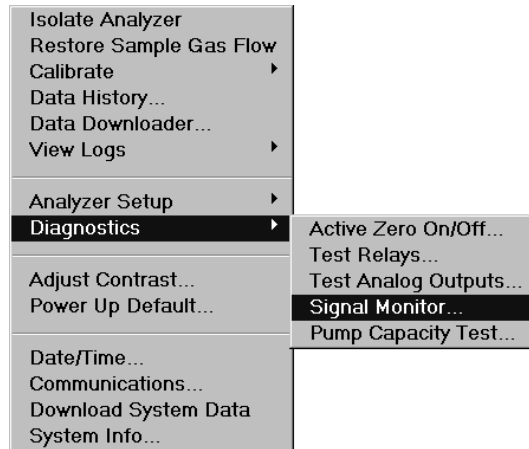 Isolate Analyzer
Restore Sample Gas Flow
Calibrate
Data History...
Data Downloader...
View Logs
Analyzer Setup
Diagnostics
Adjust Contrast...
Power Up Default...
Date/Time...
Communications...
Download System Data
System Info...
Active Zero On/Off...
Test Relays...
Test Analog Outputs...
Signal Monitor...
Pump Capacity Test...